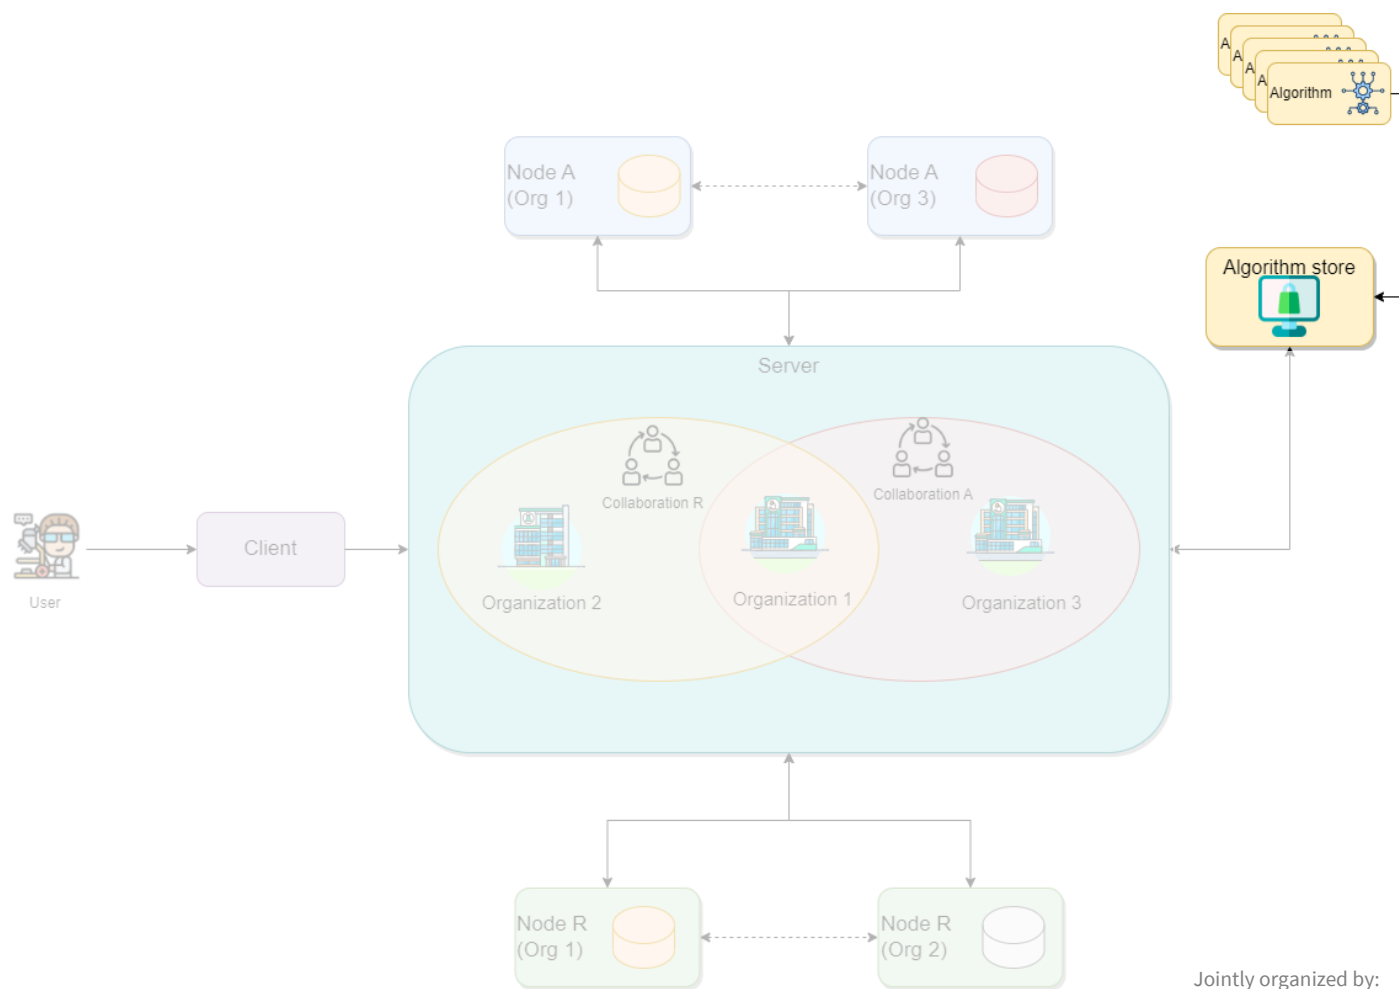 A
A
A
A
Algorithm
Node A
(Org 1)
Node A
(Org 3)
Algorithm store
Server
Collaboration R
Collaboration A
Client
User
Organization 2
Organization 1
Organization 3
Node R
(Org 1)
Node R
(Org 2)
Jointly organized by: